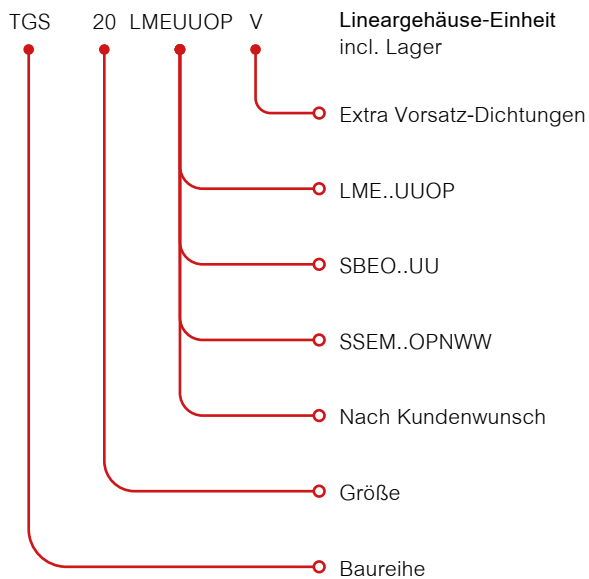 TGS 20 LMEUUOP V Lineargehäuse-Einheit
incl. Lager
Extra Vorsatz-Dichtungen
LME..UUOP
SBEO..UU
SSEM..OPNWW
Nach Kundenwunsch
Größe
Baureihe